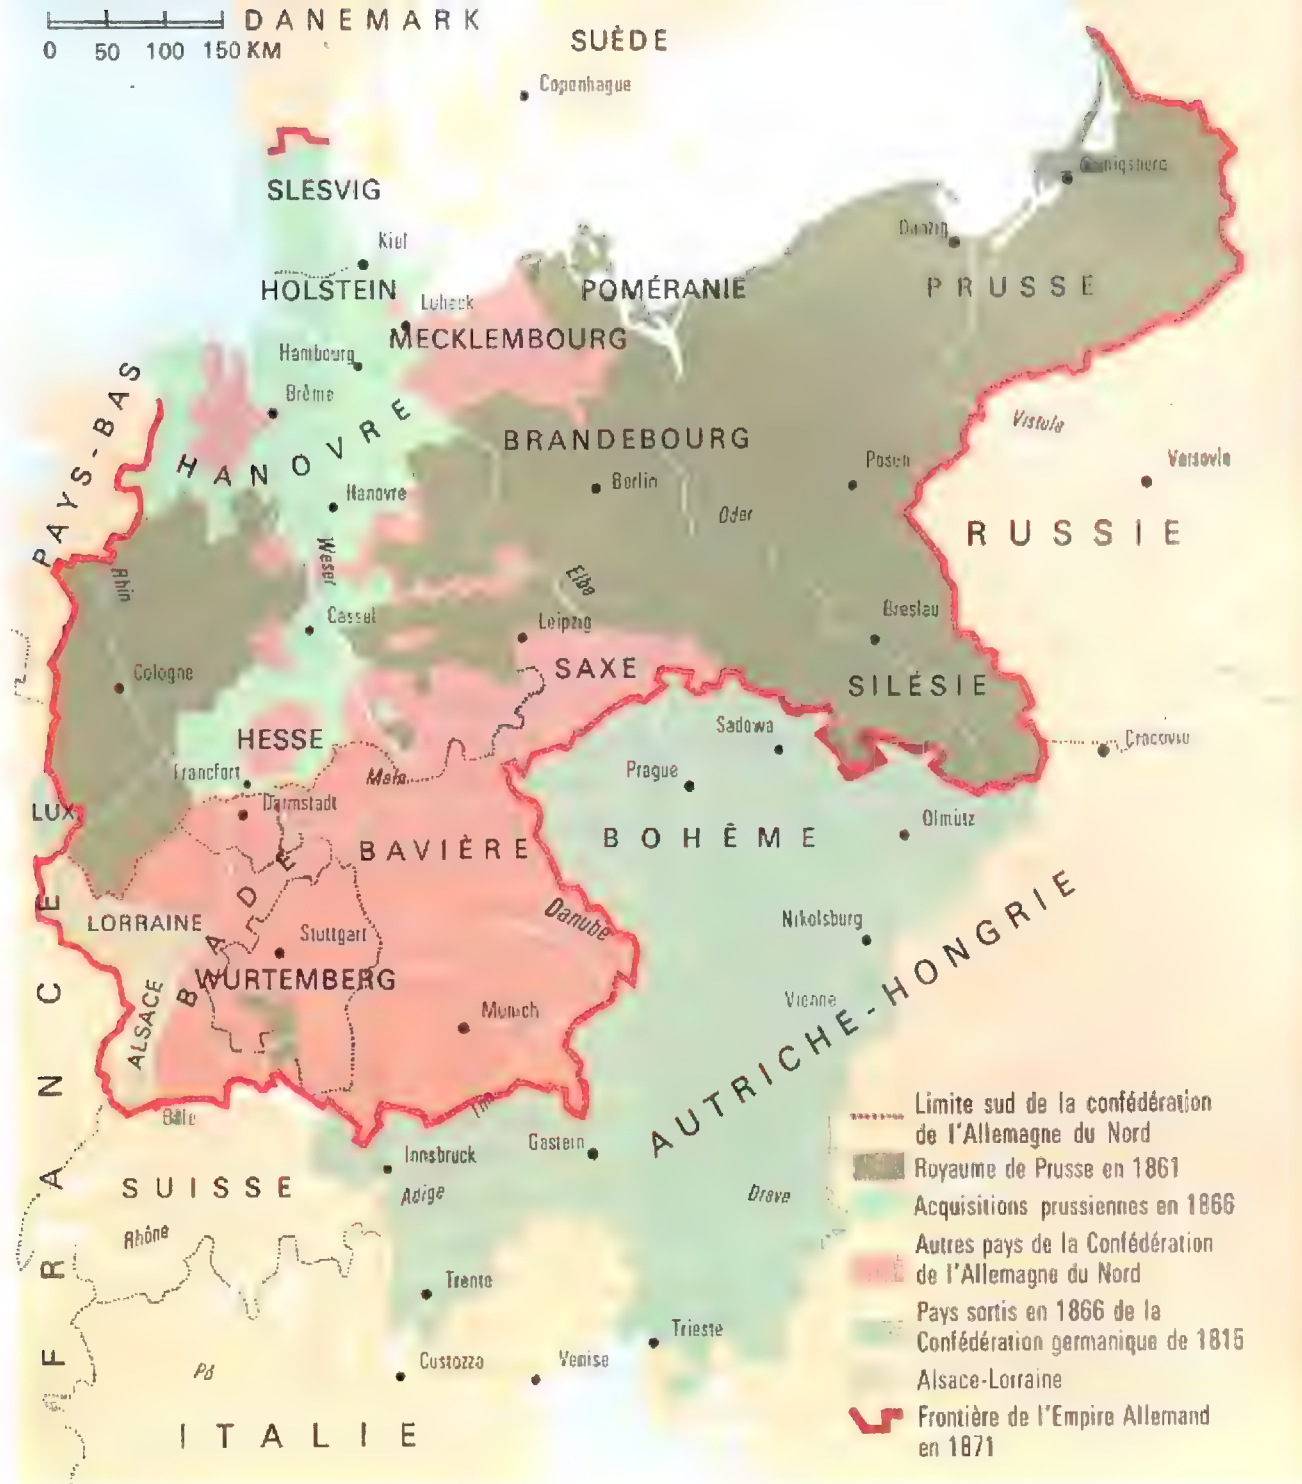 DANEMARK
0 50 100 150 KM
SUÈDE
Copenhague
SLESVIG
Kiel
HOLSTEIN
Lubeck
MECKLEMBOURG
POMÉRANIE
Danzig
PRUSSE
Hambourg
Brême
PAYS-BAS
HANOVRE
Hanovre
BRANDEBOURG
Berlin
Posen
Vistule
Varsovie
RUSSIE
Oder
Weser
Elbe
Rhin
Cassel
Leipzig
Breslau
Cologne
SAXE
SILÉSIE
HESSE
Sadowa
Cracovie
Francfort
Main
Prague
Darmstadt
LUX.
BOHÊME
Olmütz
BAVIÈRE
BADE
LORRAINE
Stuttgart
Danube
Nikolsburg
WURTEMBERG
ALSACE
Munich
Vienne
AUTRICHE-HONGRIE
FRANCE
Bâle
Inn
Innsbruck
Gastein
SUISSE
Adige
Drave
Rhône
Trente
Trieste
Custozza
Venise
Pô
ITALIE
Limite sud de la confédération
de l'Allemagne du Nord
Royaume de Prusse en 1861
Acquisitions prussiennes en 1866
Autres pays de la Confédération
de l'Allemagne du Nord
Pays sortis en 1866 de la
Confédération germanique de 1815
Alsace-Lorraine
Frontière de l'Empire Allemand
en 1871